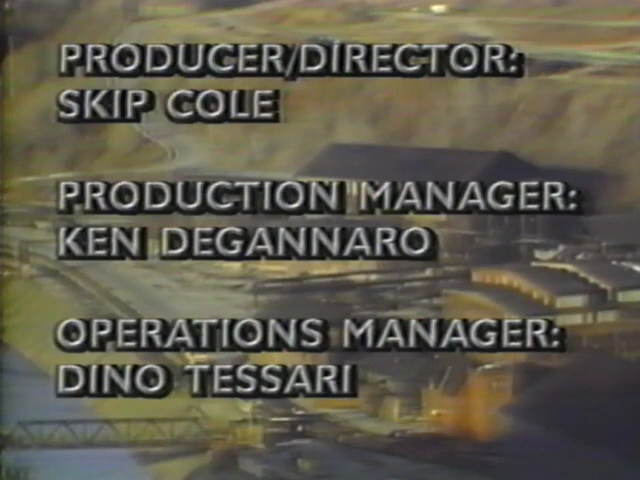 PRODUCER/DIRECTOR:
SKIP COLE
PRODUCTION MANAGER:
KEN DEGANNARO
OPERATIONS MANAGER:
DINO TESSARI